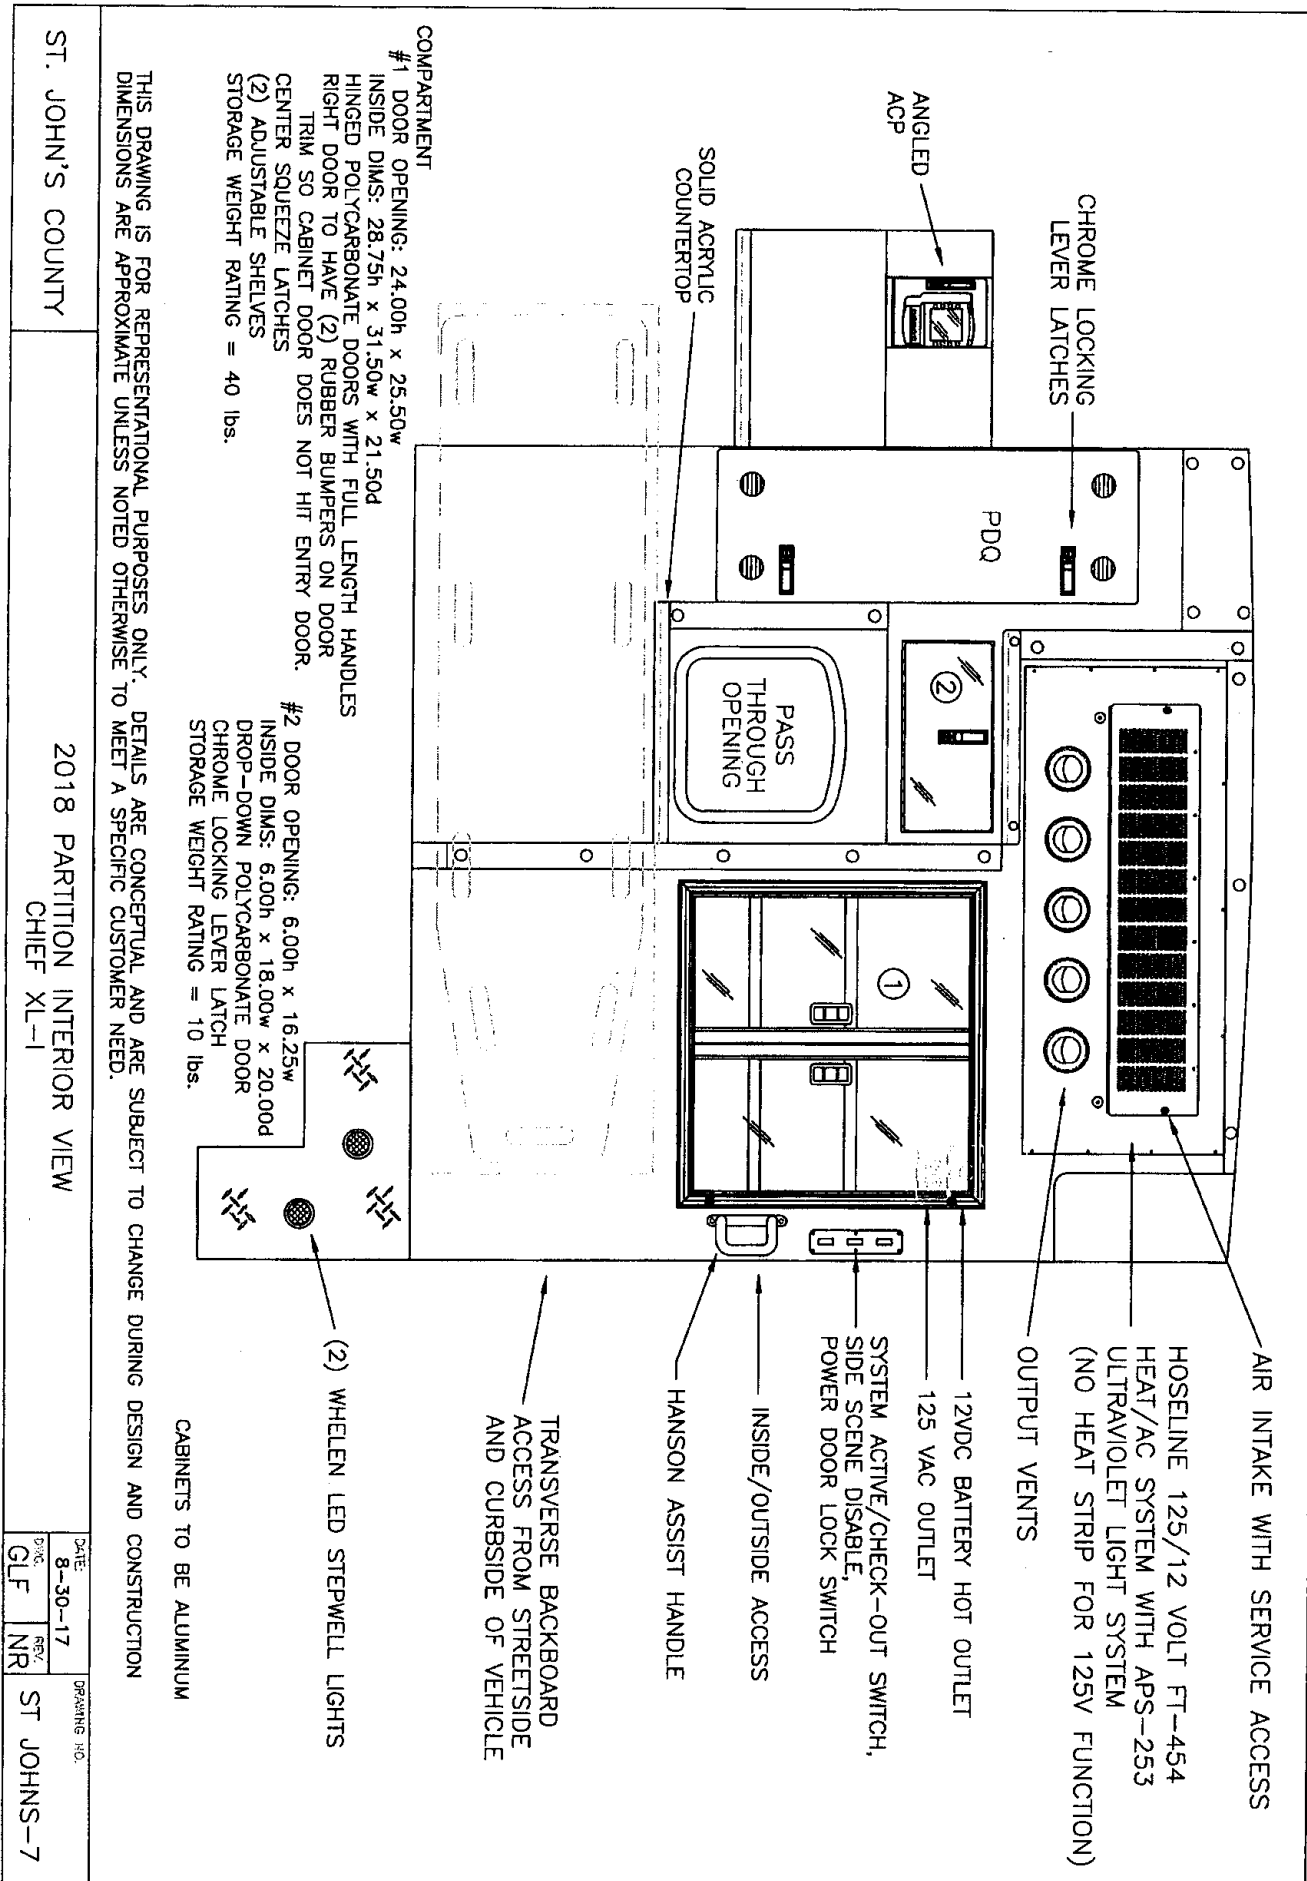 AIR INTAKE WITH SERVICE ACCESS
HOSELINE 125/12 VOLT FT-454
HEAT/AC SYSTEM WITH APS-253
ULTRAVIOLET LIGHT SYSTEM
(NO HEAT STRIP FOR 125V FUNCTION)
OUTPUT VENTS
CHROME LOCKING
LEVER LATCHES
ANGLED
ACP
PDQ
2
1
12VDC BATTERY HOT OUTLET
125 VAC OUTLET
SYSTEM ACTIVE/CHECK-OUT SWITCH,
SIDE SCENE DISABLE,
POWER DOOR LOCK SWITCH
PASS
THROUGH
OPENING
INSIDE/OUTSIDE ACCESS
SOLID ACRYLIC
COUNTERTOP
HANSON ASSIST HANDLE
TRANSVERSE BACKBOARD
ACCESS FROM STREETSIDE
AND CURBSIDE OF VEHICLE
COMPARTMENT
#1 DOOR OPENING: 24.00h x 25.50w
INSIDE DIMS: 28.75h x 31.50w x 21.50d
HINGED POLYCARBONATE DOORS WITH FULL LENGTH HANDLES
RIGHT DOOR TO HAVE (2) RUBBER BUMPERS ON DOOR
TRIM SO CABINET DOOR DOES NOT HIT ENTRY DOOR.
CENTER SQUEEZE LATCHES
(2) ADJUSTABLE SHELVES
STORAGE WEIGHT RATING = 40 lbs.
#2 DOOR OPENING: 6.00h x 16.25w
INSIDE DIMS: 6.00h x 18.00w x 20.00d
DROP-DOWN POLYCARBONATE DOOR
CHROME LOCKING LEVER LATCH
STORAGE WEIGHT RATING = 10 lbs.
(2) WHELEN LED STEPWELL LIGHTS
CABINETS TO BE ALUMINUM
THIS DRAWING IS FOR REPRESENTATIONAL PURPOSES ONLY. DETAILS ARE CONCEPTUAL AND ARE SUBJECT TO CHANGE DURING DESIGN AND CONSTRUCTION
DIMENSIONS ARE APPROXIMATE UNLESS NOTED OTHERWISE TO MEET A SPECIFIC CUSTOMER NEED.
ST. JOHN'S COUNTY
2018 PARTITION INTERIOR VIEW
CHIEF XL-I
DATE:
8-30-17
DWG.
GLF
REV.
NR
DRAWING NO.
ST JOHNS-7